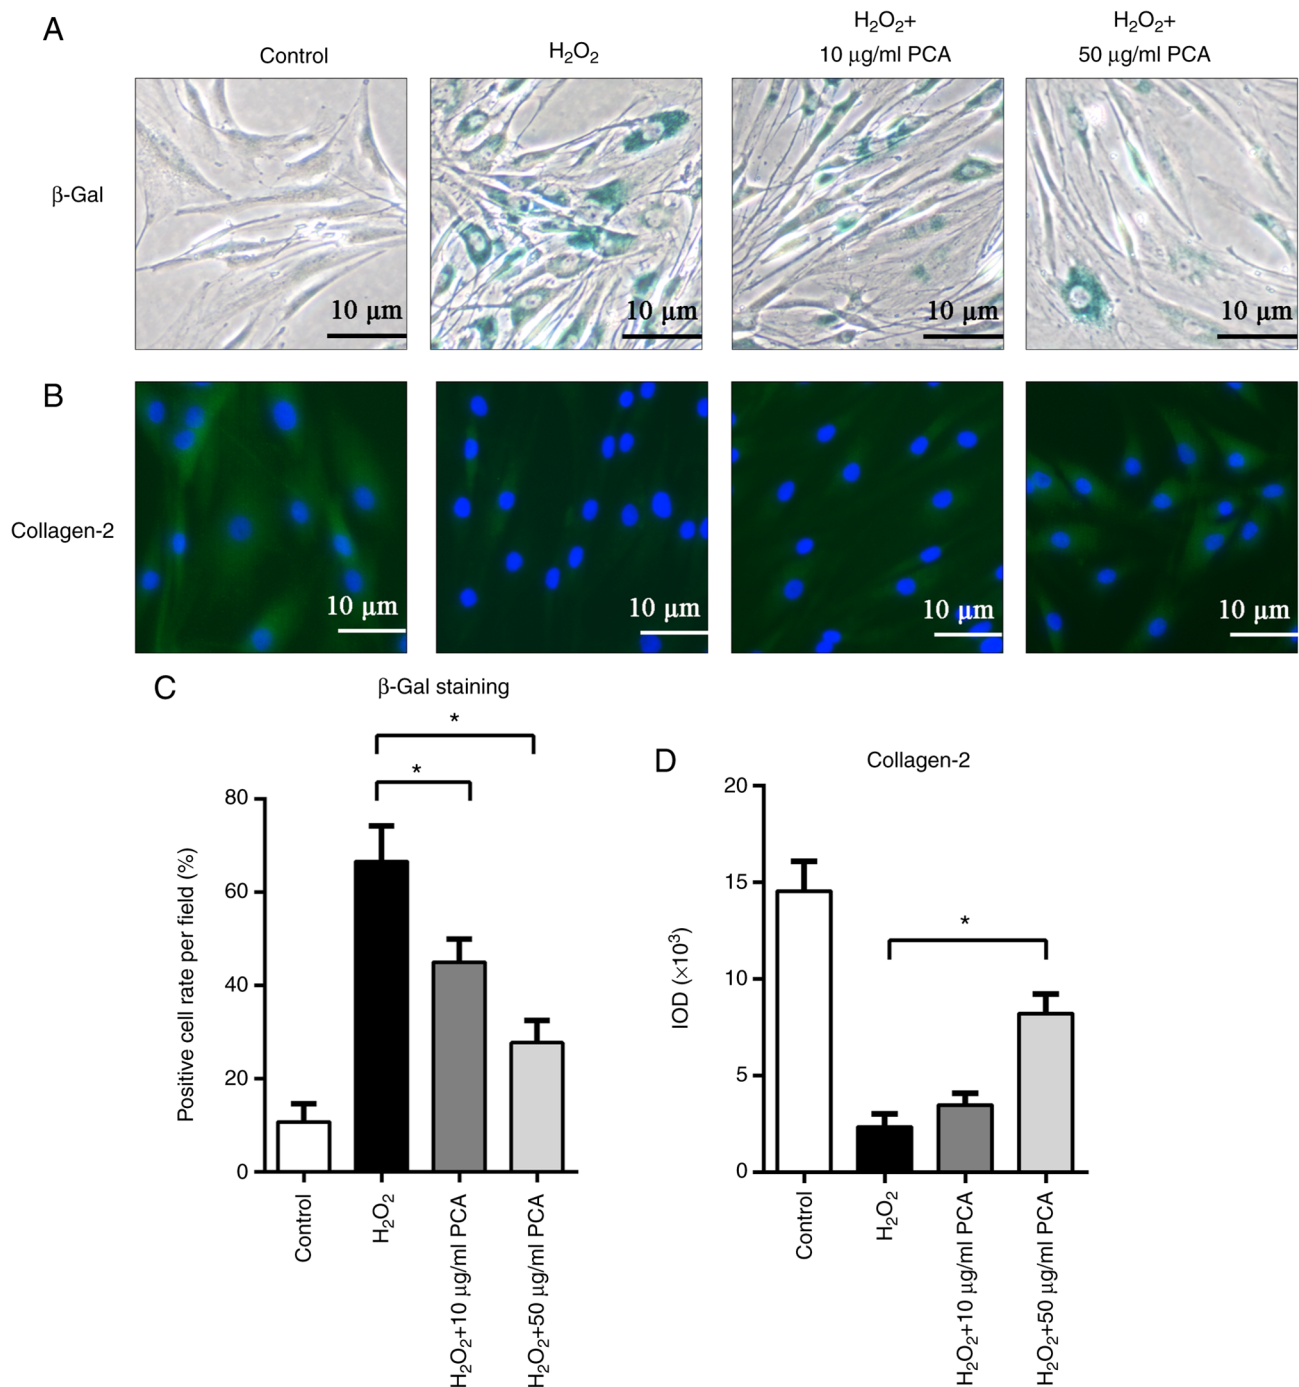 A
Control
H₂O₂
H₂O₂+
10 μg/ml PCA
H₂O₂+
50 μg/ml PCA
β-Gal
10 μm
10 μm
10 μm
10 μm
B
Collagen-2
10 μm
10 μm
10 μm
10 μm
C
β-Gal staining
*
*
80
60
40
20
0
Positive cell rate per field (%)
Control
H₂O₂
H₂O₂+10 μg/ml PCA
H₂O₂+50 μg/ml PCA
D
Collagen-2
*
20
15
10
5
0
IOD (×10³)
Control
H₂O₂
H₂O₂+10 μg/ml PCA
H₂O₂+50 μg/ml PCA